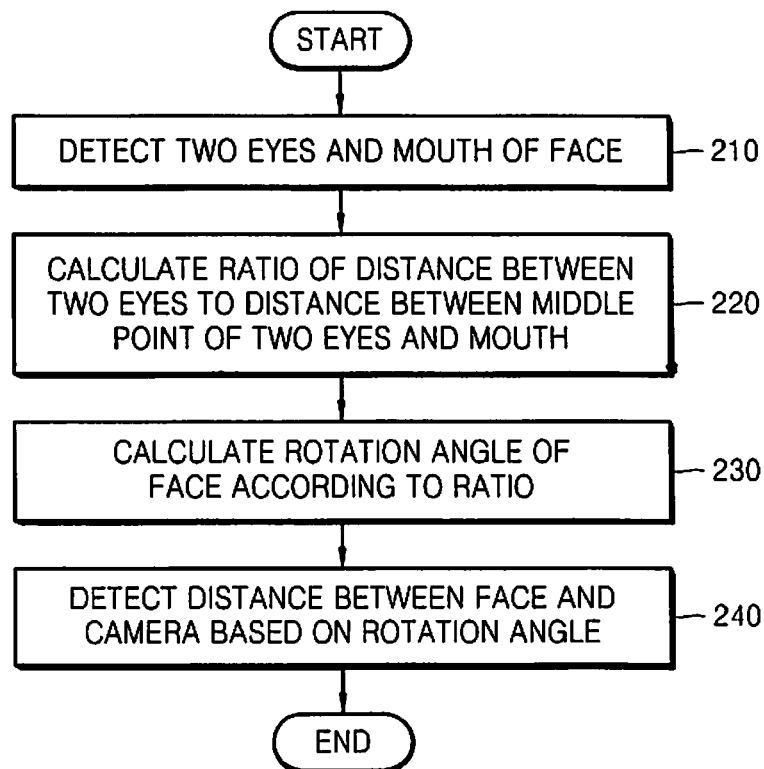 START
DETECT TWO EYES AND MOUTH OF FACE
210
CALCULATE RATIO OF DISTANCE BETWEEN
TWO EYES TO DISTANCE BETWEEN MIDDLE
POINT OF TWO EYES AND MOUTH
220
CALCULATE ROTATION ANGLE OF
FACE ACCORDING TO RATIO
230
DETECT DISTANCE BETWEEN FACE AND
CAMERA BASED ON ROTATION ANGLE
240
END